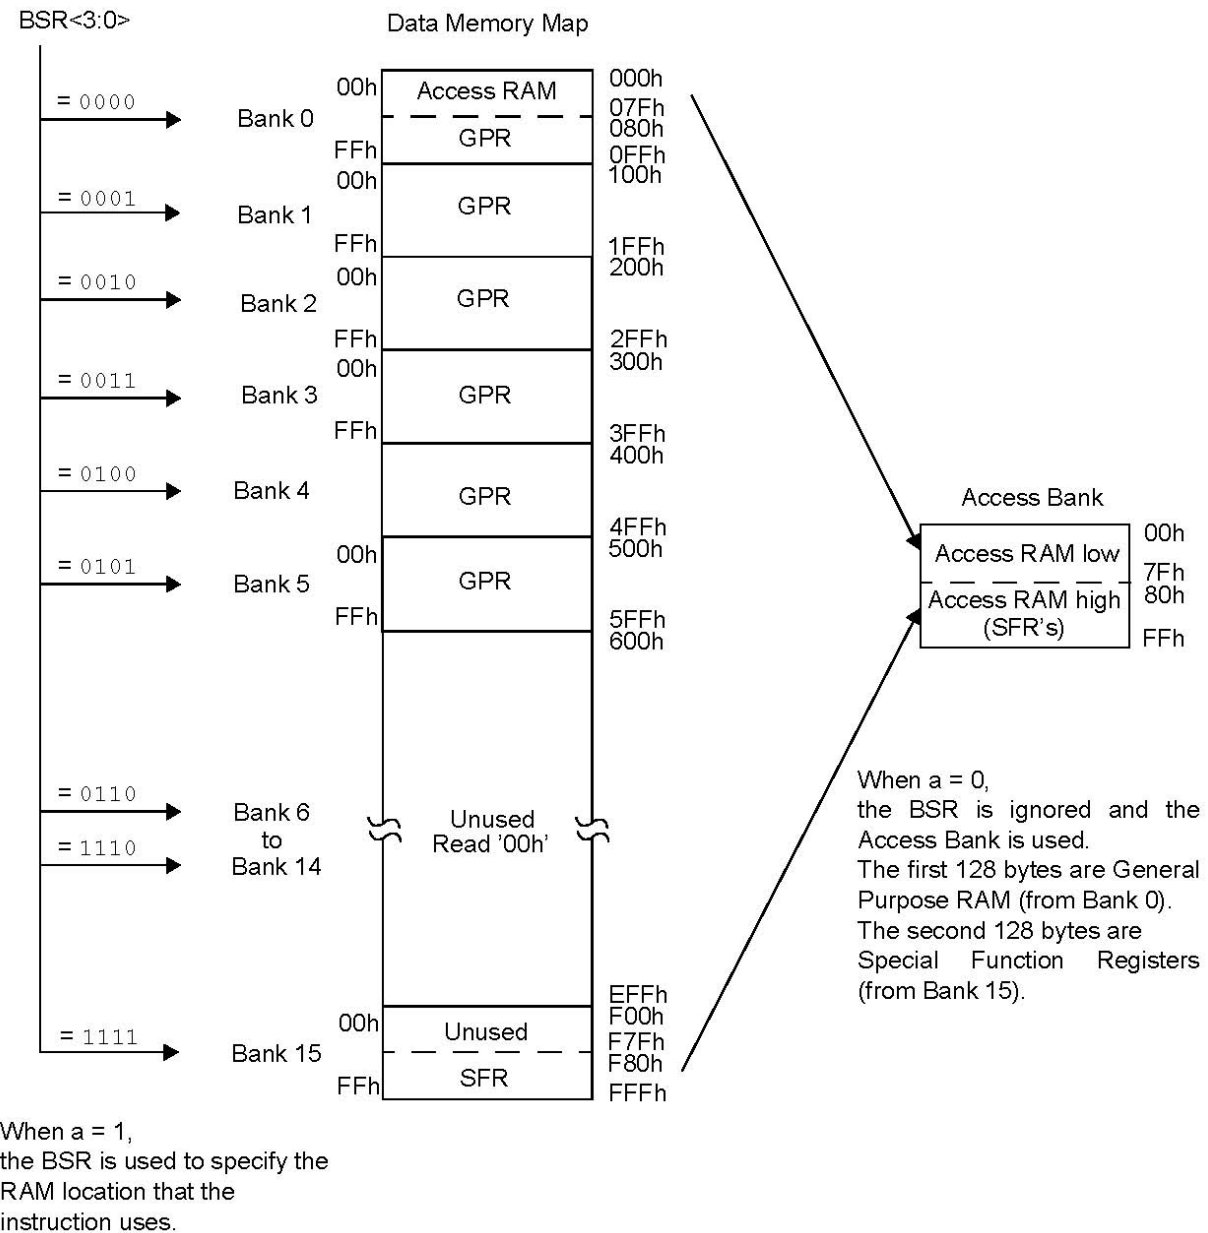 BSR<3:0>
Data Memory Map
= 0000
Bank 0
00h
Access RAM
000h
07Fh
080h
GPR
FFh
0FFh
= 0001
Bank 1
00h
GPR
FFh
100h
1FFh
= 0010
Bank 2
00h
GPR
FFh
200h
2FFh
= 0011
Bank 3
00h
GPR
FFh
300h
3FFh
= 0100
Bank 4
GPR
400h
4FFh
= 0101
Bank 5
00h
GPR
FFh
500h
5FFh
600h
= 0110
Bank 6
to
= 1110
Bank 14
Unused
Read '00h'
EFFh
= 1111
Bank 15
00h
Unused
F00h
F7Fh
F80h
SFR
FFh
FFFh
Access Bank
Access RAM low
00h
7Fh
80h
Access RAM high
(SFR's)
FFh
When a = 0,
the BSR is ignored and the
Access Bank is used.
The first 128 bytes are General
Purpose RAM (from Bank 0).
The second 128 bytes are
Special Function Registers
(from Bank 15).
When a = 1,
the BSR is used to specify the
RAM location that the
instruction uses.